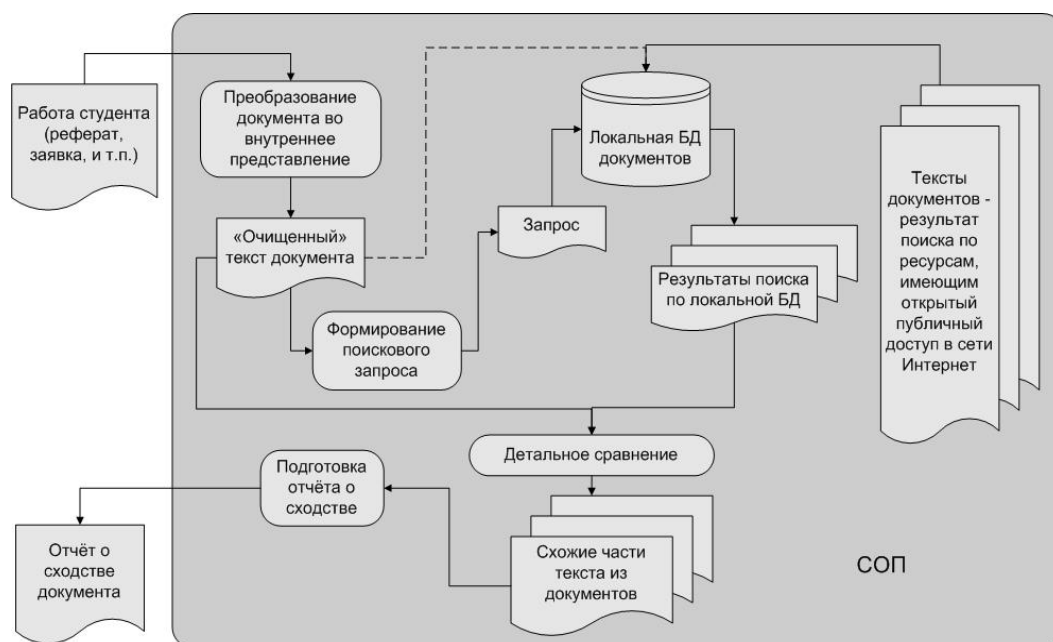 Работа студента
(реферат,
заявка, и т.п.)
Преобразование
документа во
внутреннее
представление
Локальная БД
документов
«Очищенный»
текст документа
Запрос
Формирование
поискового
запроса
Результаты поиска
по локальной БД
Тексты
документов -
результат
поиска по
ресурсам,
имеющим
открытый
публичный
доступ в сети
Интернет
Детальное сравнение
Подготовка
отчёта о
сходстве
Схожие части
текста из
документов
Отчёт о
сходстве
документа
СОП